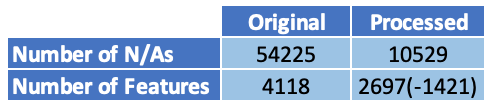 Original Processed
Number of N/As 54225 10529
Number of Features 4118 2697(-1421)